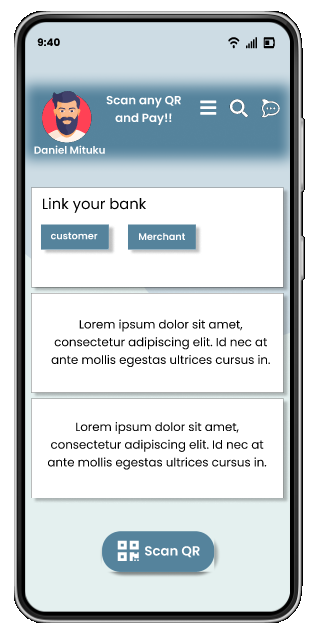 9:40
Scan any QR
and Pay!!
Daniel Mituku
Link your bank
customer
Merchant
Lorem ipsum dolor sit amet,
consectetur adipiscing elit. Id nec at
ante mollis egestas ultrices cursus in.
Lorem ipsum dolor sit amet,
consectetur adipiscing elit. Id nec at
ante mollis egestas ultrices cursus in.
Scan QR